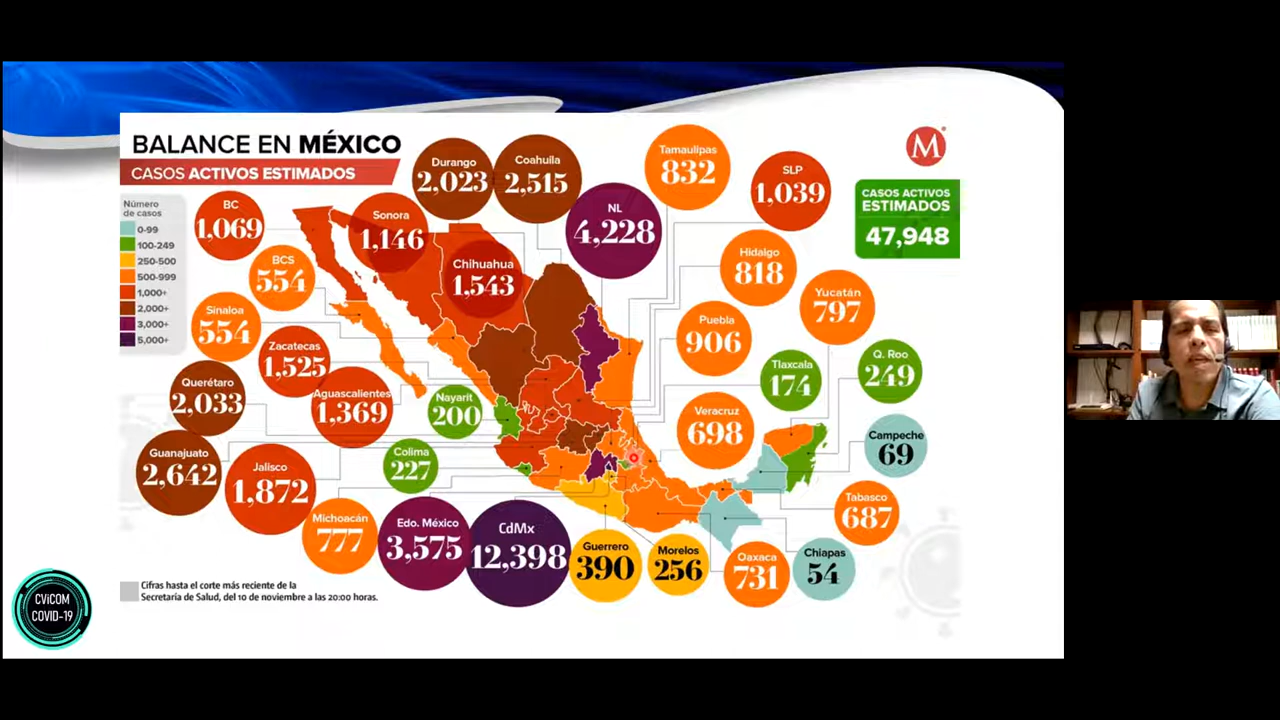 BALANCE EN MÉXICO
CASOS ACTIVOS ESTIMADOS
Número
de casos
0-99
100-249
250-500
500-999
1,000+
2,000+
3,000+
5,000+
BC
1,069
BCS
554
Sinaloa
554
Sonora
1,146
Durango
2,023
Coahuila
2,515
Chihuahua
1,543
NL
4,228
Tamaulipas
832
SLP
1,039
M
CASOS ACTIVOS
ESTIMADOS
47,948
Hidalgo
818
Yucatán
797
Puebla
906
Zacatecas
1,525
Querétaro
2,033
Aguascalientes
1,369
Nayarit
200
Tlaxcala
174
Q. Roo
249
Veracruz
698
Campeche
69
Guanajuato
2,642
Jalisco
1,872
Colima
227
Michoacán
777
Edo. México
3,575
CdMx
12,398
Guerrero
390
Morelos
256
Oaxaca
731
Chiapas
54
Tabasco
687
Cifras hasta el corte más reciente de la
Secretaría de Salud, del 10 de noviembre a las 20:00 horas.
CViCOM
COVID-19